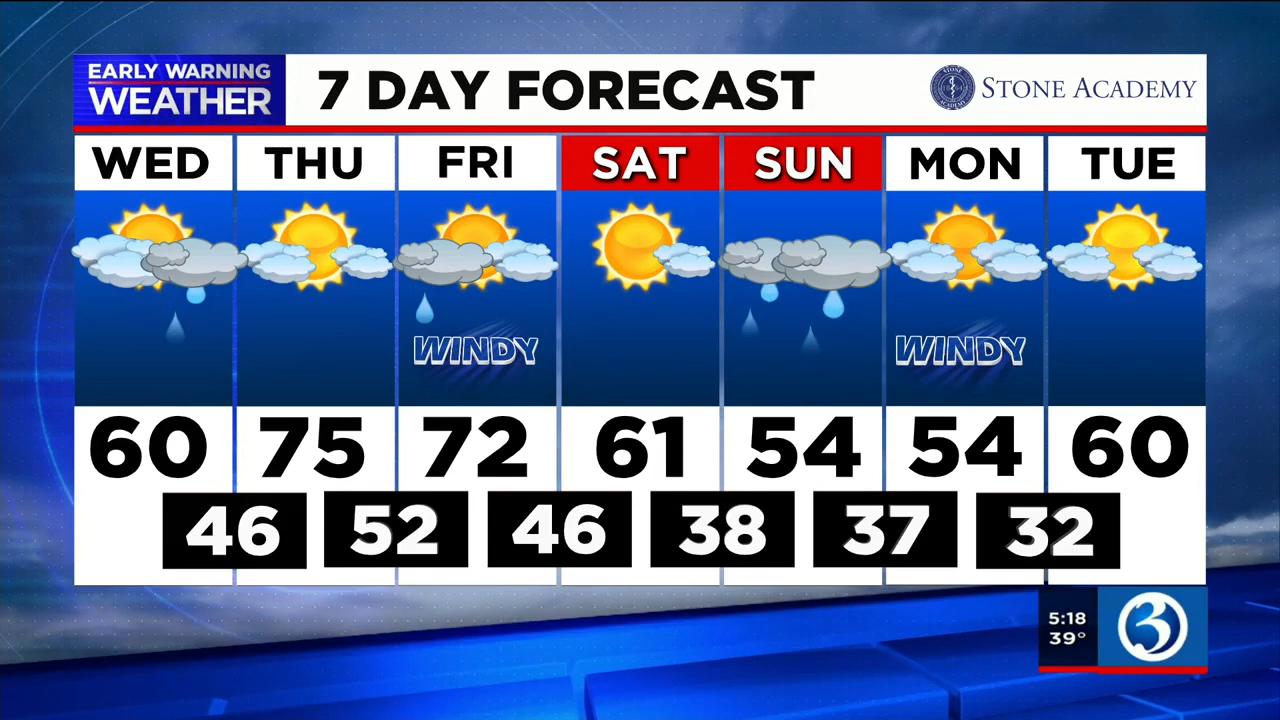 EARLY WARNING
WEATHER
7 DAY FORECAST
STONE ACADEMY
WED THU FRI SAT SUN MON TUE
WINDY WINDY
60 75 72 61 54 54 60
46 52 46 38 37 32
5:18
39°
3